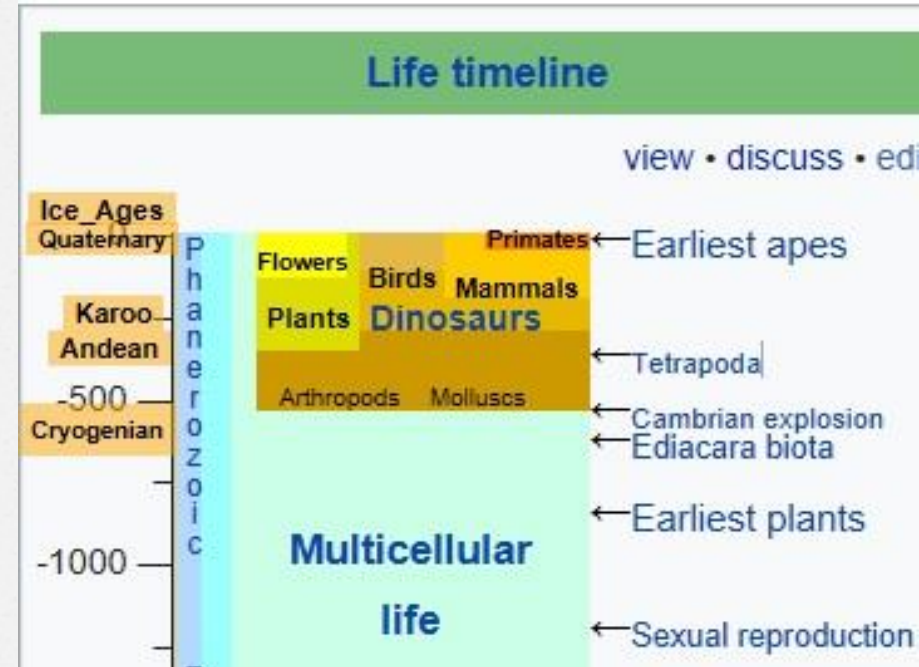 Life timeline
view • discuss • edi
Ice_Ages
Quaternary
Primates
←Earliest apes
Flowers
Birds
Mammals
Karoo
Plants
Dinosaurs
Andean
←Tetrapoda
-500
Arthropods Molluscs
←Cambrian explosion
Cryogenian
←Ediacara biota
Phanerozoic
←Earliest plants
Multicellular
life
-1000
←Sexual reproduction